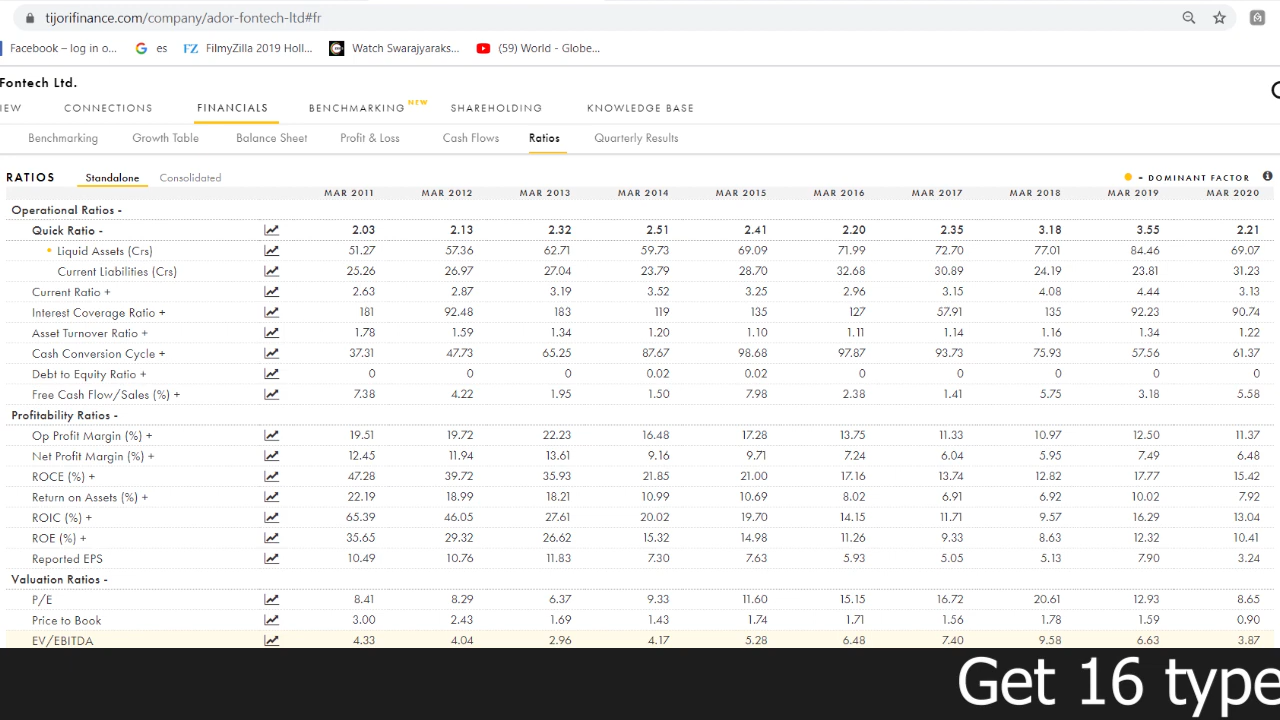 tijorifinance.com/company/ador-fontech-ltd#fr
Facebook – log in o... es FilmyZilla 2019 Holl... Watch Swarajyaraks... (59) World - Globe...
Fontech Ltd.
IEW CONNECTIONS FINANCIALS BENCHMARKING NEW SHAREHOLDING KNOWLEDGE BASE
Benchmarking Growth Table Balance Sheet Profit & Loss Cash Flows Ratios Quarterly Results
RATIOS Standalone Consolidated = DOMINANT FACTOR
MAR 2011 MAR 2012 MAR 2013 MAR 2014 MAR 2015 MAR 2016 MAR 2017 MAR 2018 MAR 2019 MAR 2020
Operational Ratios -
Quick Ratio - 2.03 2.13 2.32 2.51 2.41 2.20 2.35 3.18 3.55 2.21
Liquid Assets (Crs) 51.27 57.36 62.71 59.73 69.09 71.99 72.70 77.01 84.46 69.07
Current Liabilities (Crs) 25.26 26.97 27.04 23.79 28.70 32.68 30.89 24.19 23.81 31.23
Current Ratio + 2.63 2.87 3.19 3.52 3.25 2.96 3.15 4.08 4.44 3.13
Interest Coverage Ratio + 181 92.48 183 119 135 127 57.91 135 92.23 90.74
Asset Turnover Ratio + 1.78 1.59 1.34 1.20 1.10 1.11 1.14 1.16 1.34 1.22
Cash Conversion Cycle + 37.31 47.73 65.25 87.67 98.68 97.87 93.73 75.93 57.56 61.37
Debt to Equity Ratio + 0 0 0 0.02 0.02 0 0 0 0 0
Free Cash Flow/Sales (%) + 7.38 4.22 1.95 1.50 7.98 2.38 1.41 5.75 3.18 5.58
Profitability Ratios -
Op Profit Margin (%) + 19.51 19.72 22.23 16.48 17.28 13.75 11.33 10.97 12.50 11.37
Net Profit Margin (%) + 12.45 11.94 13.61 9.16 9.71 7.24 6.04 5.95 7.49 6.48
ROCE (%) + 47.28 39.72 35.93 21.85 21.00 17.16 13.74 12.82 17.77 15.42
Return on Assets (%) + 22.19 18.99 18.21 10.99 10.69 8.02 6.91 6.92 10.02 7.92
ROIC (%) + 65.39 46.05 27.61 20.02 19.70 14.15 11.71 9.57 16.29 13.04
ROE (%) + 35.65 29.32 26.62 15.32 14.98 11.26 9.33 8.63 12.32 10.41
Reported EPS 10.49 10.76 11.83 7.30 7.63 5.93 5.05 5.13 7.90 3.24
Valuation Ratios -
P/E 8.41 8.29 6.37 9.33 11.60 15.15 16.72 20.61 12.93 8.65
Price to Book 3.00 2.43 1.69 1.43 1.74 1.71 1.56 1.78 1.59 0.90
EV/EBITDA 4.33 4.04 2.96 4.17 5.28 6.48 7.40 9.58 6.63 3.87
Get 16 type